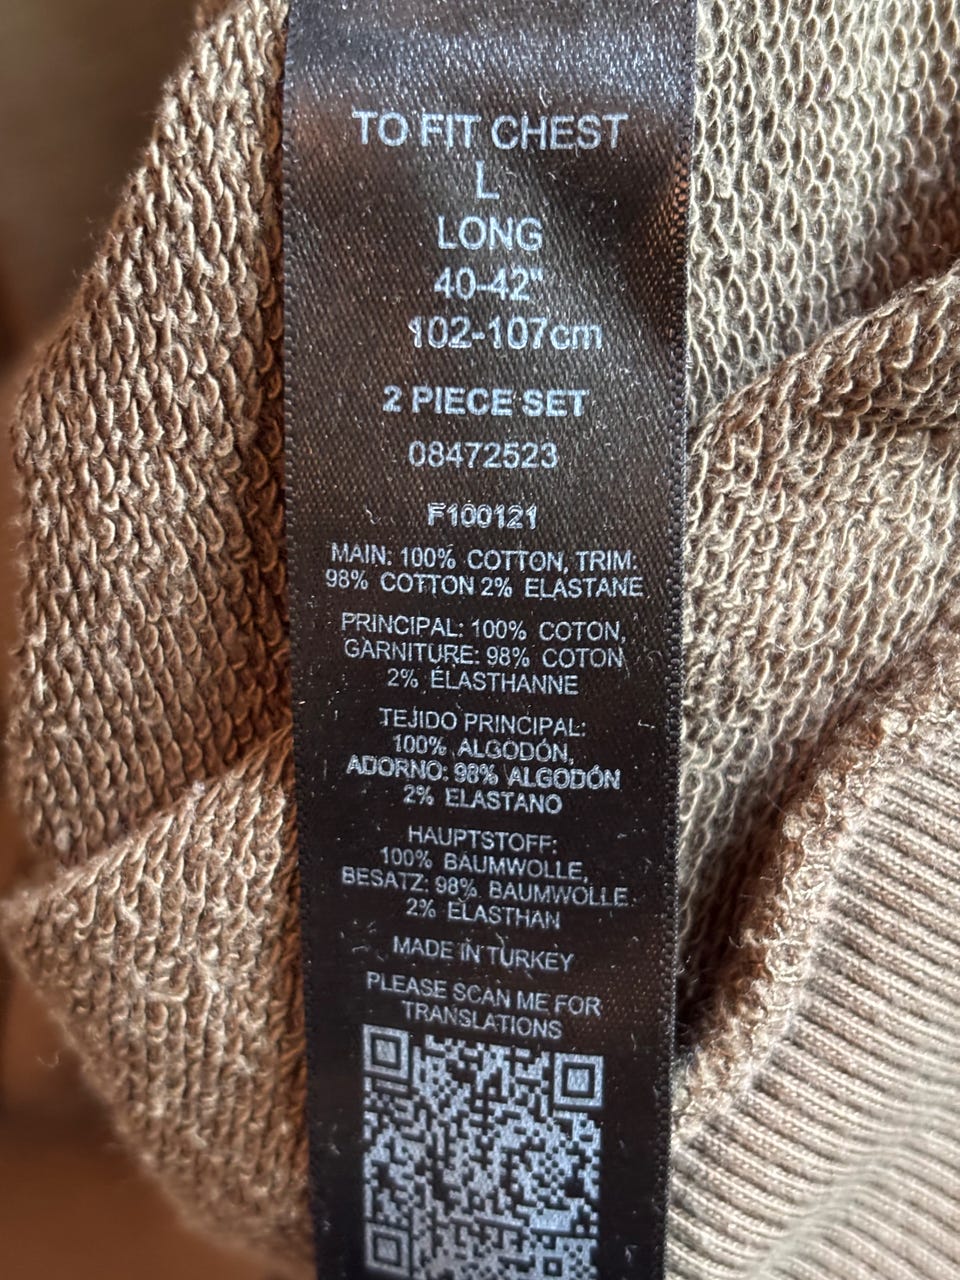 TO FIT CHEST
L
LONG
40-42"
102-107cm
2 PIECE SET
08472523
F100121
MAIN: 100% COTTON, TRIM:
98% COTTON 2% ELASTANE
PRINCIPAL: 100% COTON,
GARNITURE: 98% COTON
2% ÉLASTHANNE
TEJIDO PRINCIPAL:
100% ALGODÓN,
ADORNO: 98% ALGODÓN
2% ELASTANO
HAUPTSTOFF:
100% BAUMWOLLE,
BESATZ: 98% BAUMWOLLE
2% ELASTHAN
MADE IN TURKEY
PLEASE SCAN ME FOR
TRANSLATIONS